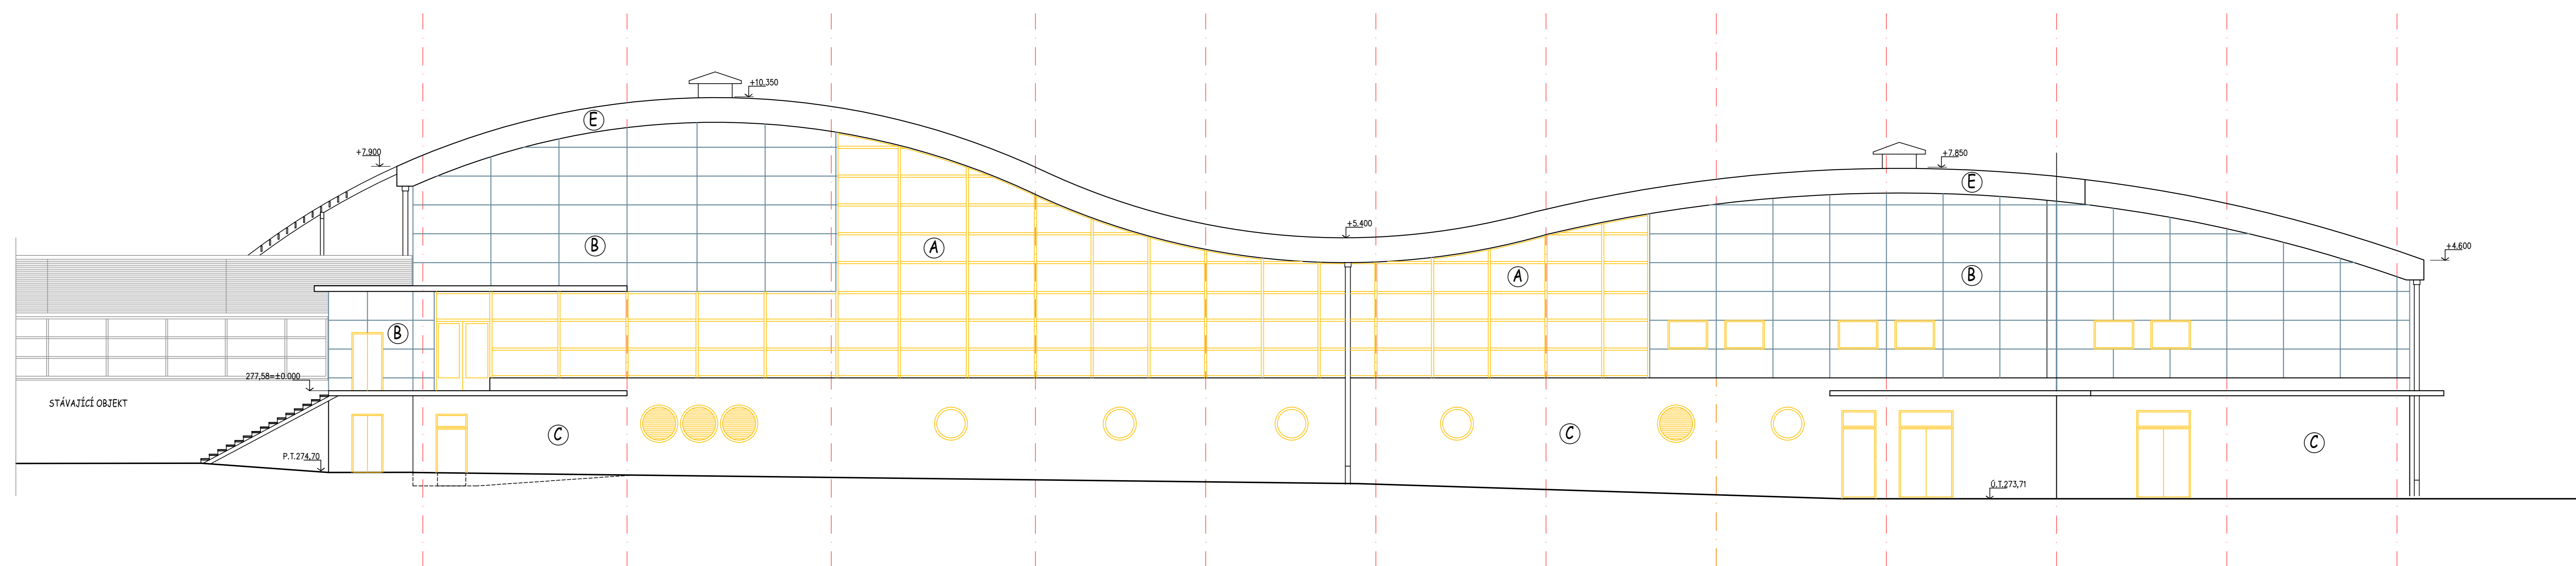 +10,350
E
+7,900
+7,850
E
+5,400
B
A
+4,600
A
B
B
277,58=±0.000
STÁVAJÍCÍ OBJEKT
C
C
C
P.T.274,70
Ú.T.273,71